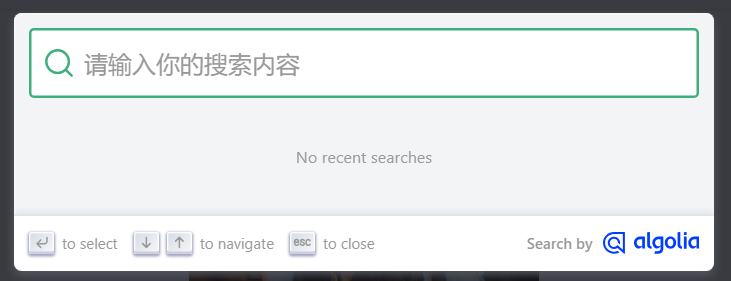 请输入你的搜索内容
No recent searches
to select to navigate esc to close Search by algolia